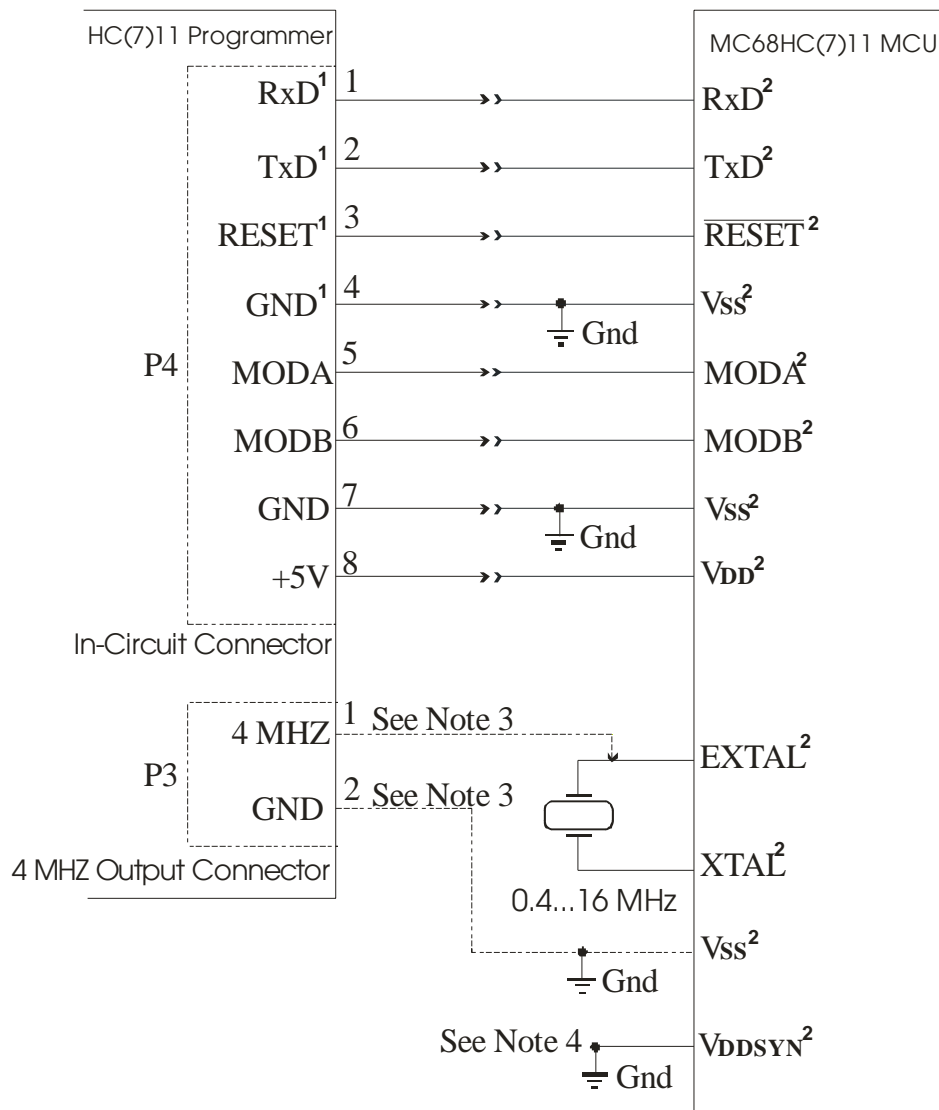 HC(7)11 Programmer
MC68HC(7)11 MCU
RxD¹ 1 RxD²
TxD¹ 2 TxD²
RESET¹ 3 RESET²
GND¹ 4 Vss²
Gnd
P4
MODA 5 MODA²
MODB 6 MODB²
GND 7 Vss²
Gnd
+5V 8 VDD²
In-Circuit Connector
4 MHZ 1 See Note 3
EXTAL²
P3
GND 2 See Note 3
4 MHZ Output Connector
XTAL²
0.4...16 MHz
Vss²
Gnd
See Note 4 VDDSYN²
Gnd